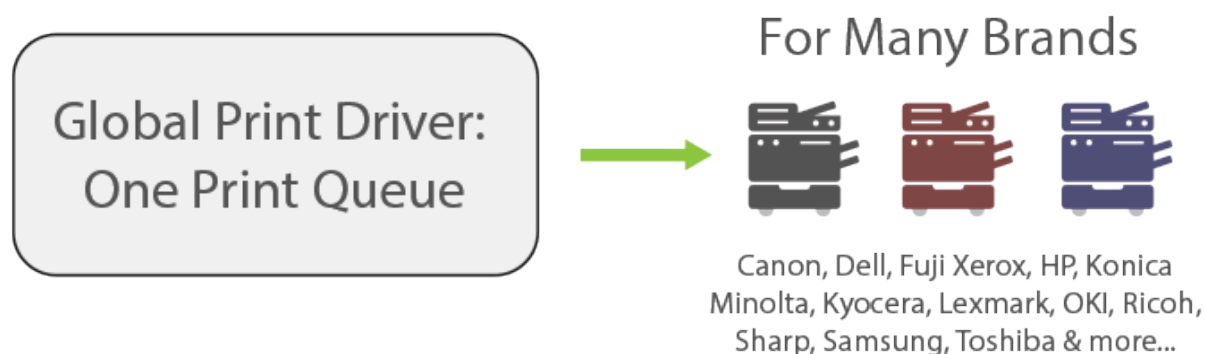 Global Print Driver:
One Print Queue
For Many Brands
Canon, Dell, Fuji Xerox, HP, Konica
Minolta, Kyocera, Lexmark, OKI, Ricoh,
Sharp, Samsung, Toshiba & more...